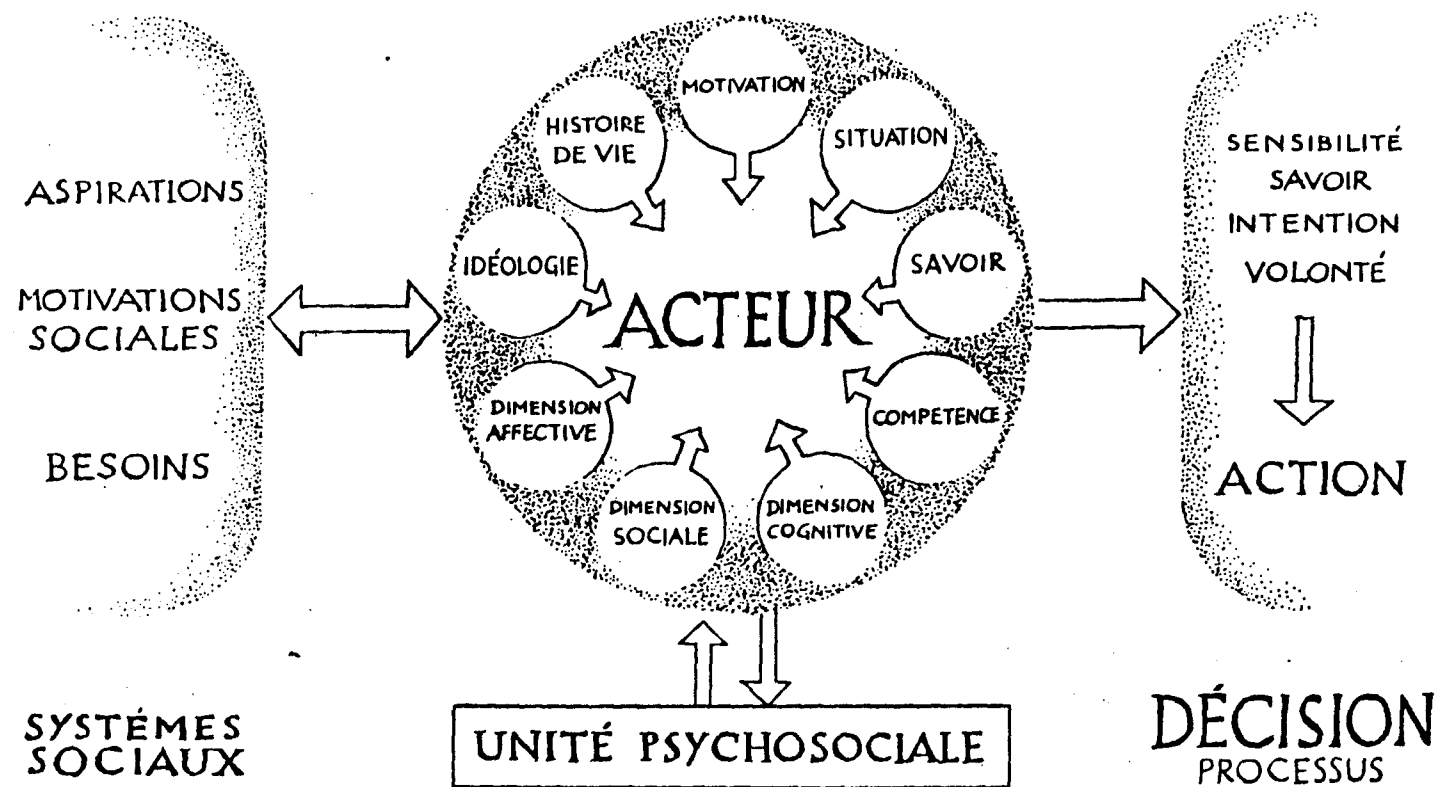 ASPIRATIONS
MOTIVATIONS
SOCIALES
BESOINS
SYSTÉMES
SOCIAUX
MOTIVATION
HISTOIRE
DE VIE
SITUATION
IDÉOLOGIE
SAVOIR
ACTEUR
DIMENSION
AFFECTIVE
COMPÉTENCE
DIMENSION
SOCIALE
DIMENSION
COGNITIVE
UNITÉ PSYCHOSOCIALE
SENSIBILITÉ
SAVOIR
INTENTION
VOLONTÉ
ACTION
DÉCISION
PROCESSUS